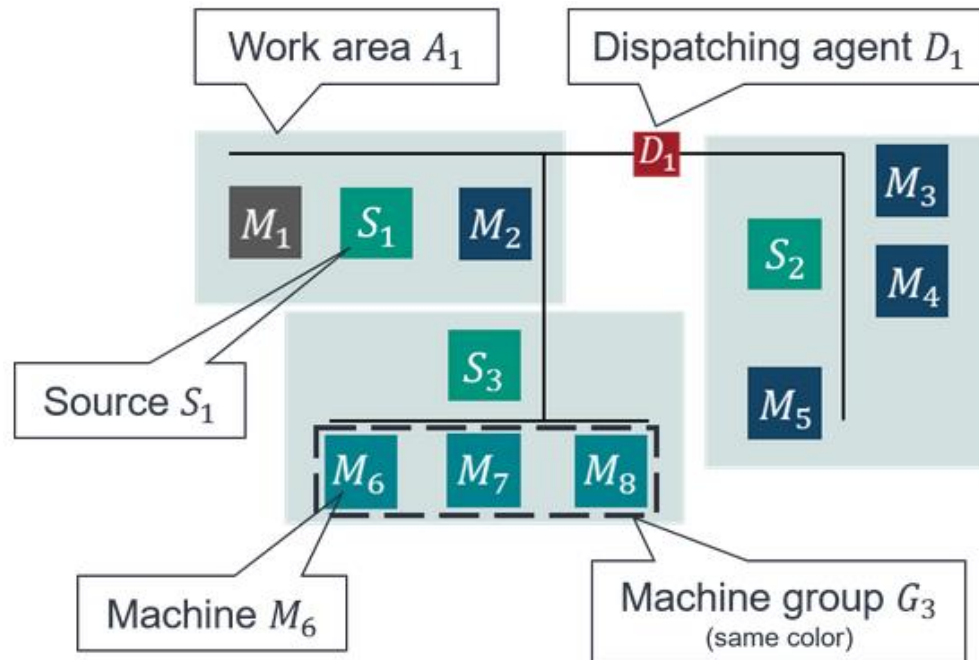 Work area A₁
Dispatching agent D₁
D₁
M₃
M₁ S₁ M₂
S₂
M₄
S₃
Source S₁
M₅
M₆ M₇ M₈
Machine M₆
Machine group G₃
(same color)